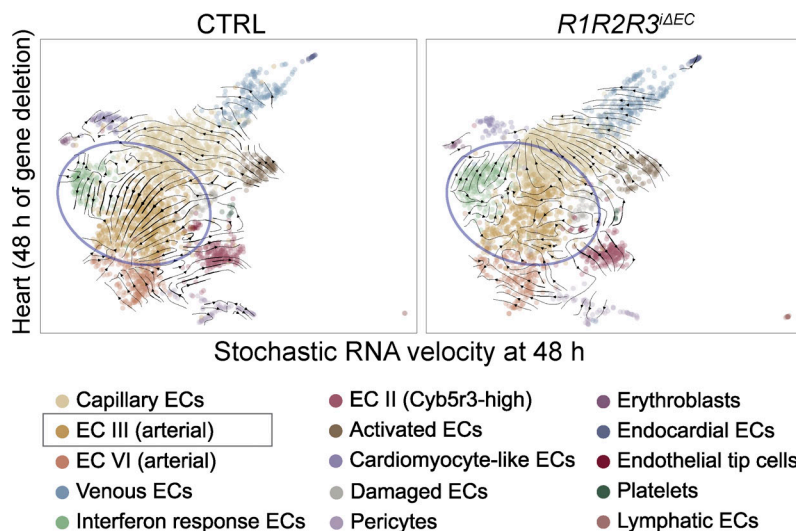 CTRL
R1R2R3iΔEC
Heart (48 h of gene deletion)
Stochastic RNA velocity at 48 h
Capillary ECs
EC III (arterial)
EC VI (arterial)
Venous ECs
Interferon response ECs
EC II (Cyb5r3-high)
Activated ECs
Cardiomyocyte-like ECs
Damaged ECs
Pericytes
Erythroblasts
Endocardial ECs
Endothelial tip cells
Platelets
Lymphatic ECs